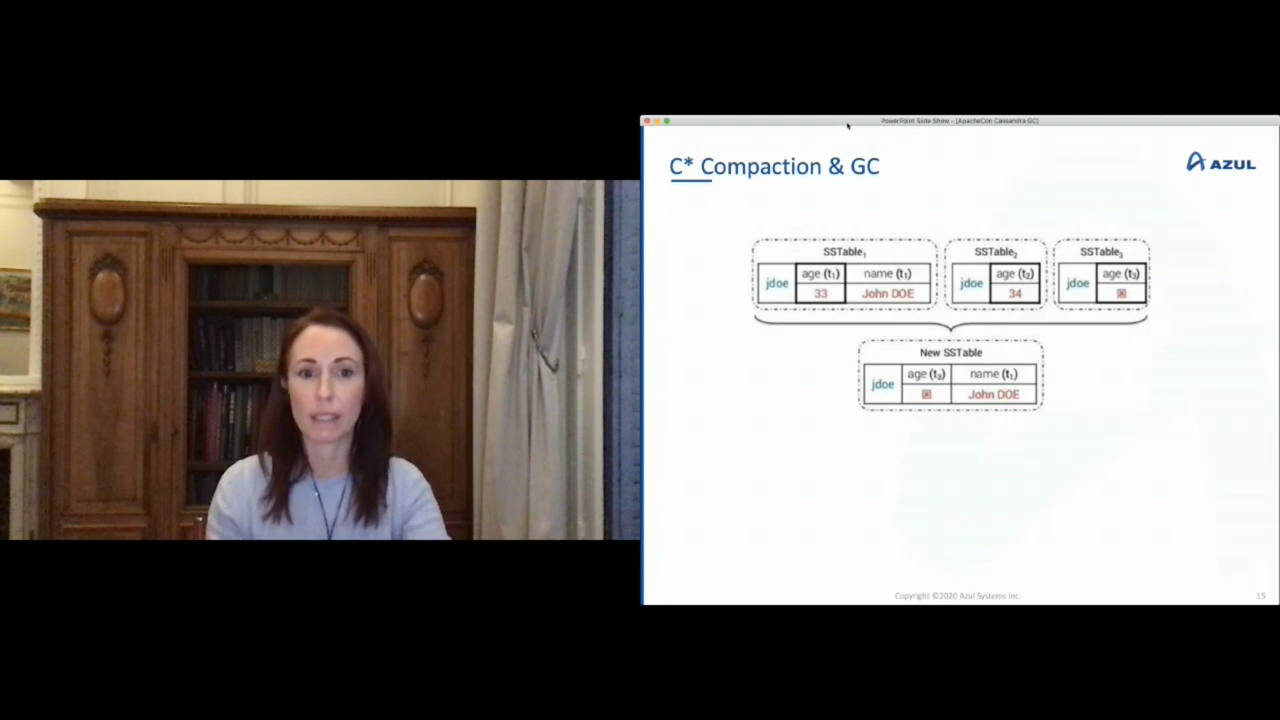 PowerPoint Slide Show - [ApacheCon Cassandra GC]
C* Compaction & GC
AZUL
SSTable₁
age (t₁) name (t₁)
jdoe
33 John DOE
SSTable₂
age (t₂)
jdoe
34
SSTable₃
age (t₃)
jdoe
New SSTable
age (t₃) name (t₁)
jdoe
John DOE
Copyright ©2020 Azul Systems Inc.
15